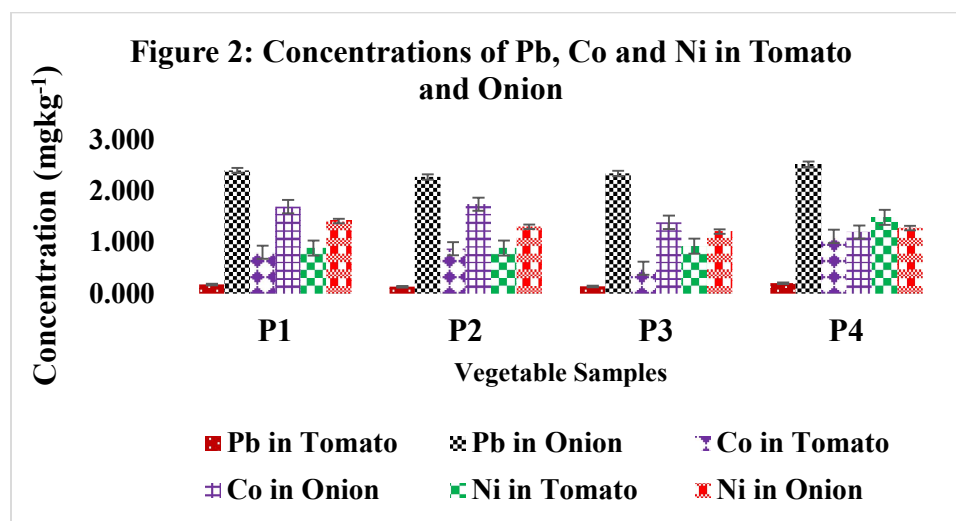 Figure 2: Concentrations of Pb, Co and Ni in Tomato
and Onion
Concentration (mgkg⁻¹)
3.000
2.000
1.000
0.000
P1 P2 P3 P4
Vegetable Samples
Pb in Tomato Pb in Onion Co in Tomato
Co in Onion Ni in Tomato Ni in Onion